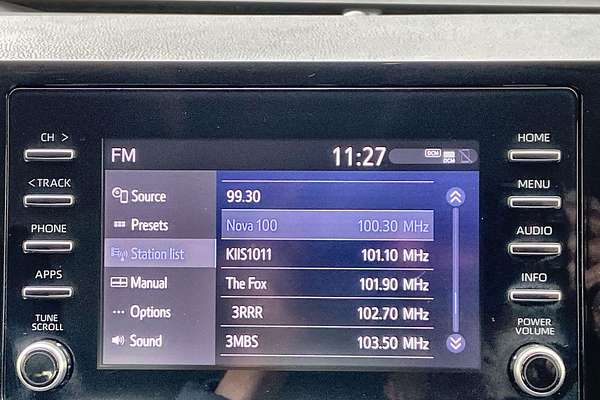 CH >
< TRACK
PHONE
APPS
TUNE
SCROLL
FM
11:27
DCM
DCM
Source
Presets
Station list
Manual
Options
Sound
99.30
Nova 100 100.30 MHz
KIIS1011 101.10 MHz
The Fox 101.90 MHz
3RRR 102.70 MHz
3MBS 103.50 MHz
HOME
MENU
AUDIO
INFO
POWER
VOLUME